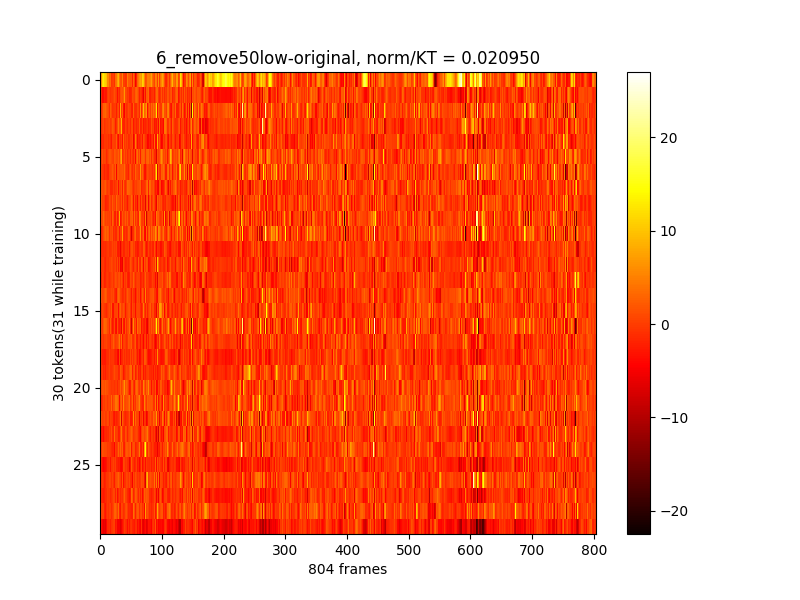 6_remove50low-original, norm/KT = 0.020950
0
5
10
15
20
25
30 tokens(31 while training)
0 100 200 300 400 500 600 700 800
804 frames
20
10
0
−10
−20